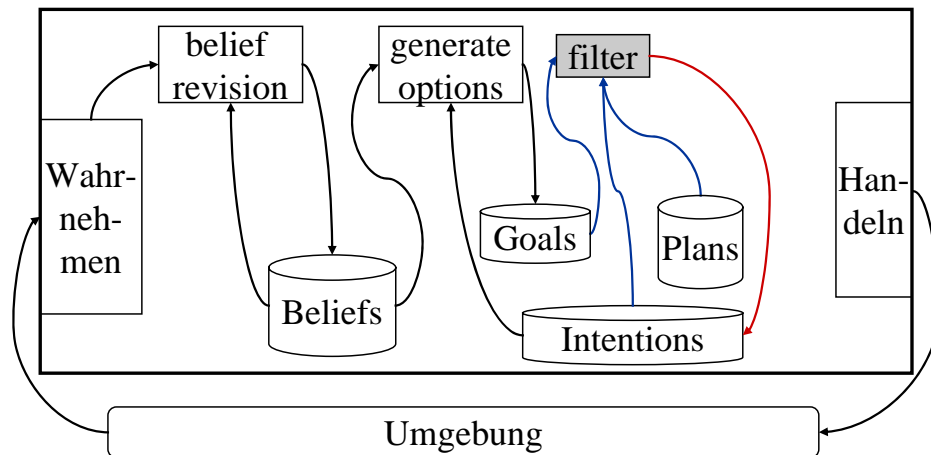 belief
revision
generate
options
filter
Wahr-
neh-
men
Han-
deln
Goals
Plans
Beliefs
Intentions
Umgebung